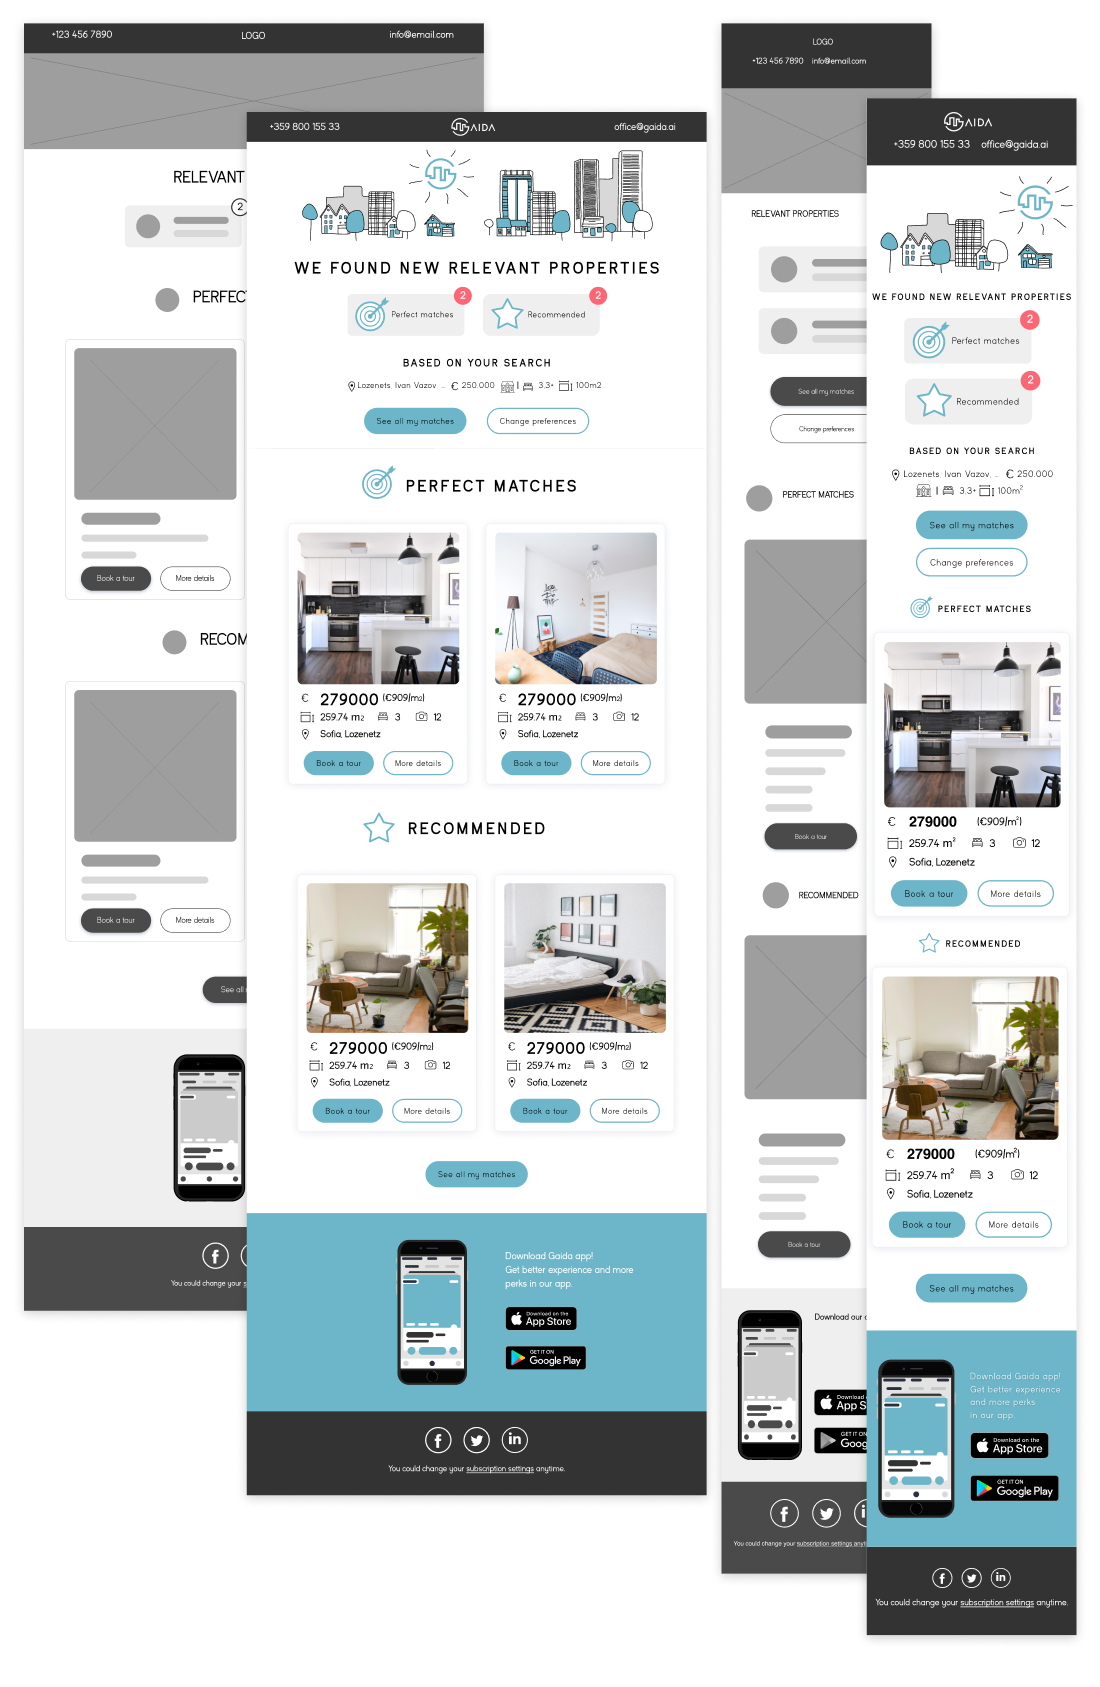 +123 456 7890 LOGO info@email.com
RELEVANT
2
PERFEC
Book a tour More details
RECOM
Book a tour More details
See all
You could change your s
+359 800 155 33 GAIDA office@gaida.ai
WE FOUND NEW RELEVANT PROPERTIES
Perfect matches 2 Recommended 2
BASED ON YOUR SEARCH
Lozenets, Ivan Vazov, ... € 250.000 | 3.3+ 100m2
See all my matches Change preferences
PERFECT MATCHES
€ 279000 (€909/m2) € 279000 (€909/m2)
259.74 m2 3 12 259.74 m2 3 12
Sofia, Lozenetz Sofia, Lozenetz
Book a tour More details Book a tour More details
RECOMMENDED
€ 279000 (€909/m2) € 279000 (€909/m2)
259.74 m2 3 12 259.74 m2 3 12
Sofia, Lozenetz Sofia, Lozenetz
Book a tour More details Book a tour More details
See all my matches
Download Gaida app!
Get better experience and more
perks in our app.
Download on the
App Store
GET IT ON
Google Play
f in
You could change your subscription settings anytime.
LOGO
+123 456 7890 info@email.com
RELEVANT PROPERTIES
See all my matches
Change preferences
PERFECT MATCHES
Book a tour
RECOMMENDED
Book a tour
Download our
Download
App S
GET IT ON
Goog
f i
You could change your subscription settings anyt
GAIDA
+359 800 155 33 office@gaida.ai
WE FOUND NEW RELEVANT PROPERTIES
Perfect matches 2
Recommended 2
BASED ON YOUR SEARCH
Lozenets, Ivan Vazov, ... € 250.000
| 3.3+ 100m²
See all my matches
Change preferences
PERFECT MATCHES
€ 279000 (€909/m²)
259.74 m² 3 12
Sofia, Lozenetz
Book a tour More details
RECOMMENDED
€ 279000 (€909/m²)
259.74 m² 3 12
Sofia, Lozenetz
Book a tour More details
See all my matches
Download Gaida app!
Get better experience
and more perks
in our app.
Download on the
App Store
GET IT ON
Google Play
f in
You could change your subscription settings anytime.